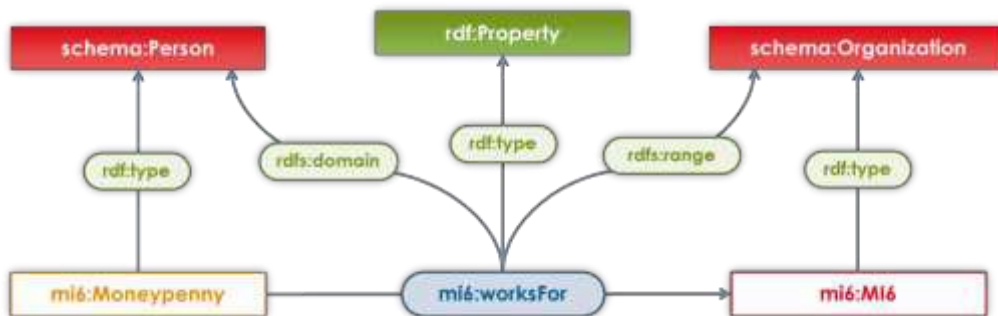 schema:Person
rdf:Property
schema:Organization
rdf:type
rdfs:domain
rdf:type
rdfs:range
rdf:type
mi6:Moneypenny
mi6:worksFor
mi6:MI6